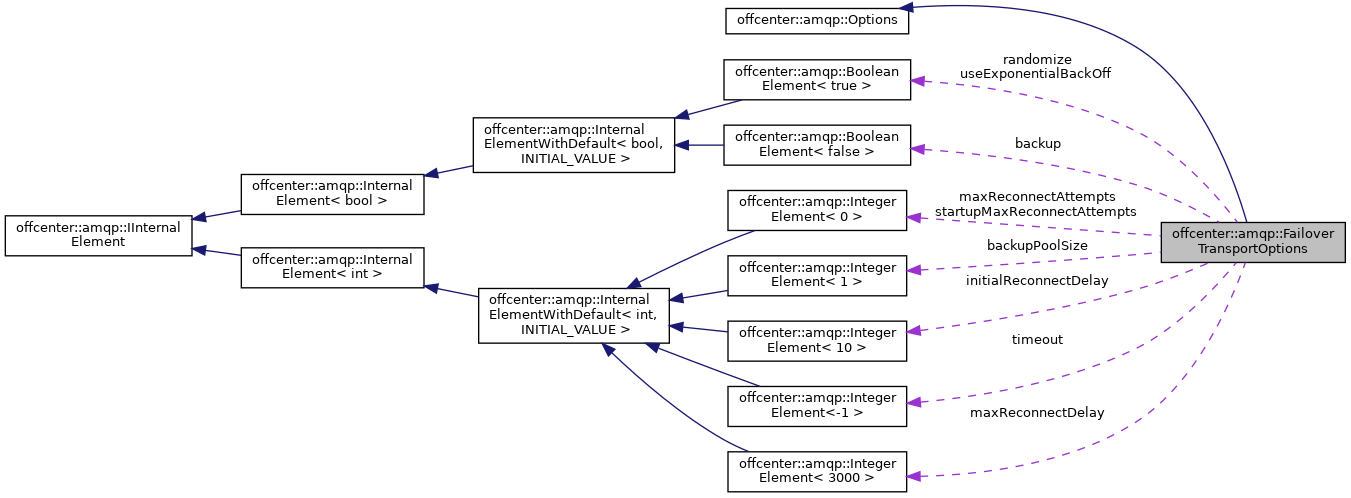 offcenter::amqp::Options
randomize
useExponentialBackOff
offcenter::amqp::Boolean
Element< true >
offcenter::amqp::Internal
ElementWithDefault< bool,
INITIAL_VALUE >
offcenter::amqp::Boolean
Element< false >
backup
offcenter::amqp::Internal
Element< bool >
offcenter::amqp::Integer
Element< 0 >
maxReconnectAttempts
startupMaxReconnectAttempts
offcenter::amqp::IInternal
Element
offcenter::amqp::Failover
TransportOptions
offcenter::amqp::Internal
Element< int >
offcenter::amqp::Integer
Element< 1 >
backupPoolSize
initialReconnectDelay
offcenter::amqp::Internal
ElementWithDefault< int,
INITIAL_VALUE >
offcenter::amqp::Integer
Element< 10 >
timeout
offcenter::amqp::Integer
Element<-1 >
maxReconnectDelay
offcenter::amqp::Integer
Element< 3000 >